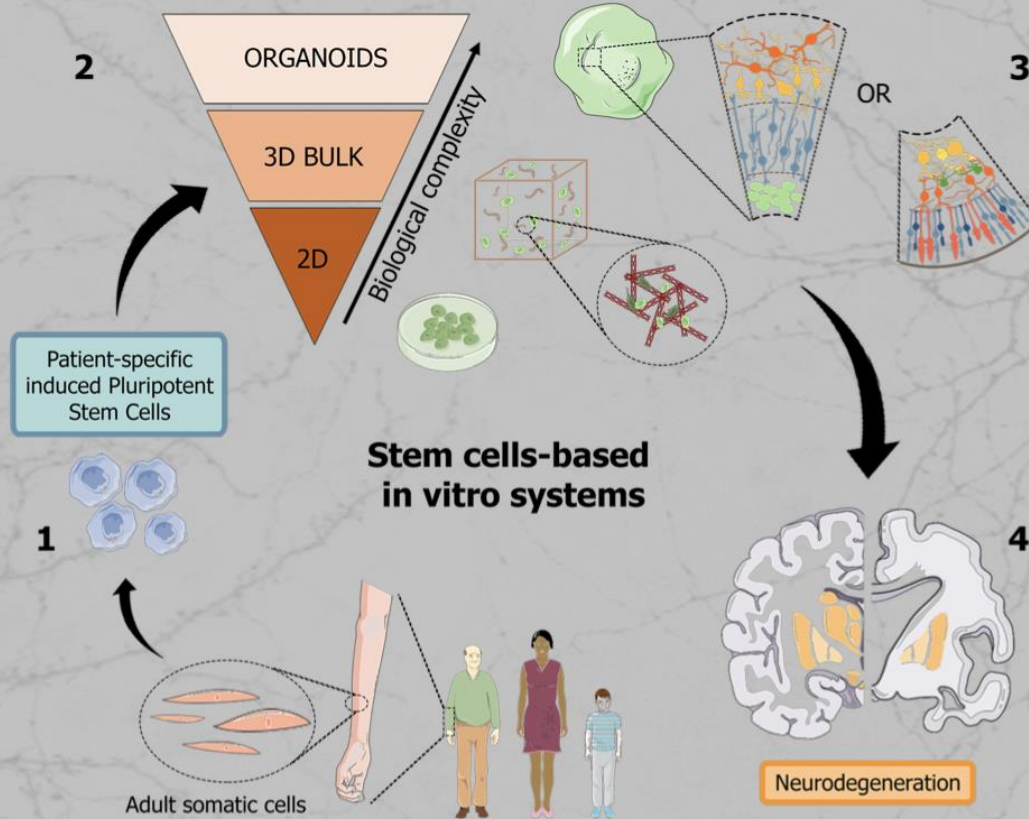 2
ORGANOIDS
3D BULK
2D
Biological complexity
OR
3
Patient-specific
induced Pluripotent
Stem Cells
Stem cells-based
in vitro systems
1
4
Adult somatic cells
Neurodegeneration